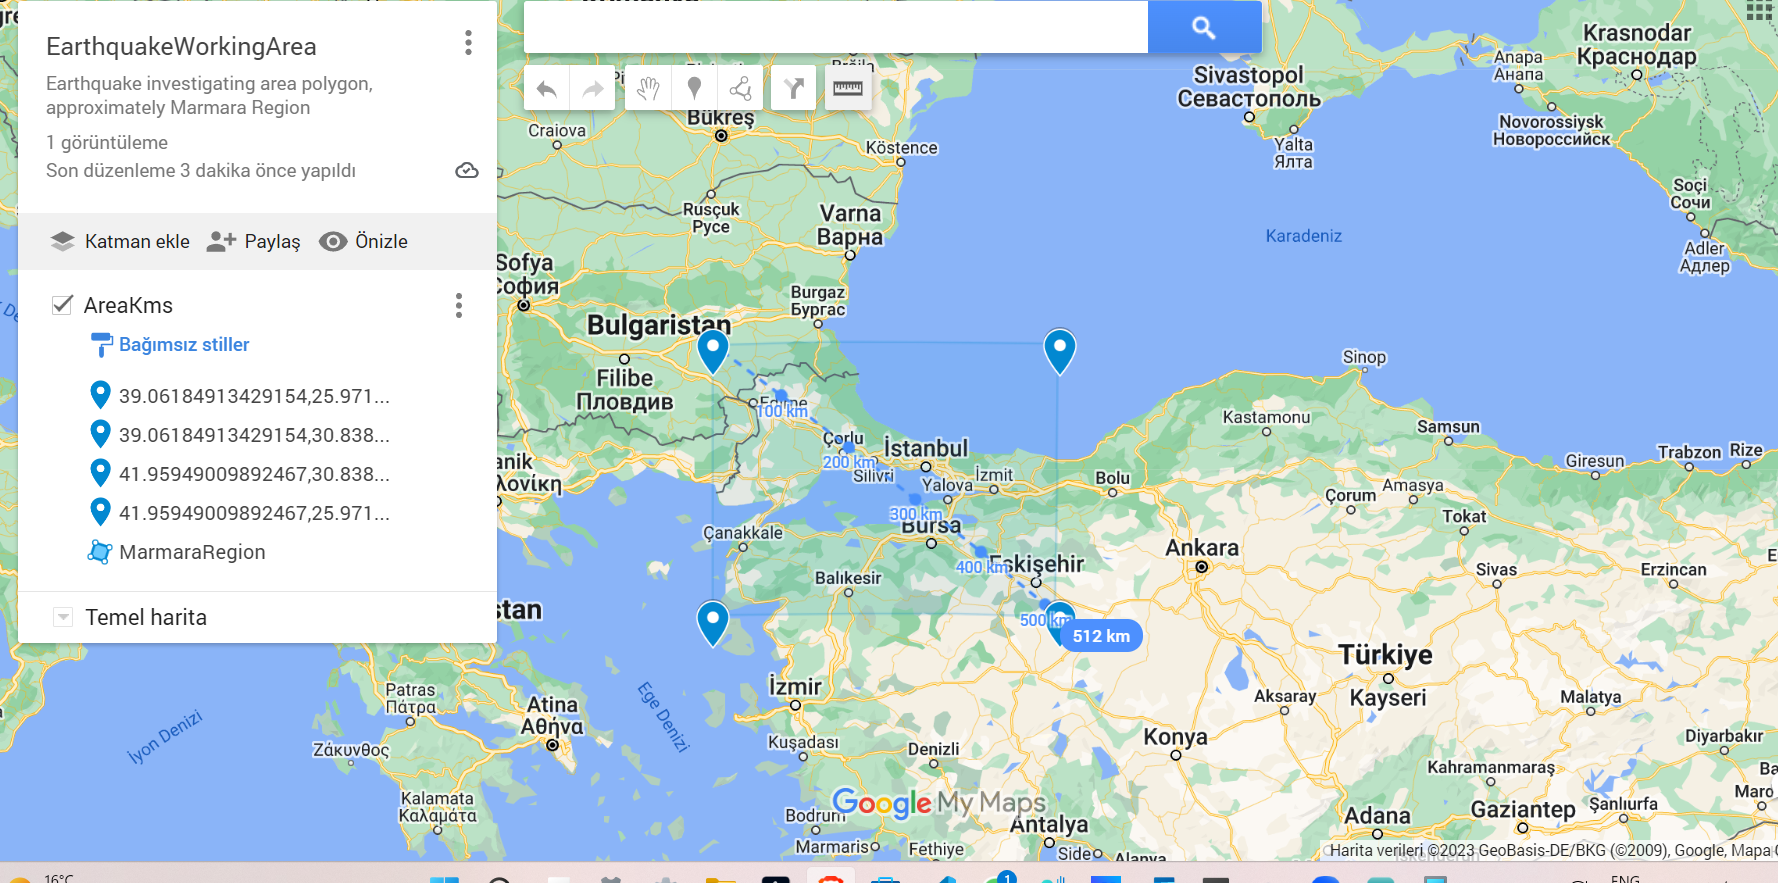 EarthquakeWorkingArea
Earthquake investigating area polygon,
approximately Marmara Region
1 görüntüleme
Son düzenleme 3 dakika önce yapıldı
Katman ekle
Paylaş
Önizle
AreaKms
Bağımsız stiller
39.06184913429154,25.971...
39.06184913429154,30.838...
41.95949009892467,30.838...
41.95949009892467,25.971...
MarmaraRegion
Temel harita
Krasnodar
Краснодар
Anapa
Анапа
Sivastopol
Севастополь
Novorossiysk
Новороссийск
Yalta
Ялта
Craiova
Bükreş
Köstence
Soçi
Сочи
Adler
Адлер
Rusçuk
Русе
Varna
Варна
Karadeniz
Sofya
София
Burgaz
Бургас
Bulgaristan
Filibe
Пловдив
Sinop
Edirne
100 km
Kastamonu
Samsun
Çorlu
İstanbul
200 km
Silivri
Yalova
İzmit
Bolu
Giresun
Trabzon
Rize
Amasya
Çorum
Tokat
300 km
Bursa
Çanakkale
Ankara
400 km
Eskişehir
Balıkesir
Sivas
Erzincan
500 km
512 km
Türkiye
Kayseri
İzmir
Aksaray
Malatya
Patras
Πάτρα
Atina
Αθήνα
Ege Denizi
İyon Denizi
Ζάκυνθος
Kuşadası
Denizli
Konya
Diyarbakır
Kahramanmaraş
Kalamata
Καλαμάτα
Google My Maps
Bodrum
Antalya
Adana
Gaziantep
Şanlıurfa
Marmaris
Fethiye
Side
Alanya
Harita verileri ©2023 GeoBasis-DE/BKG (©2009), Google, Mapa
16°C
1
ENG